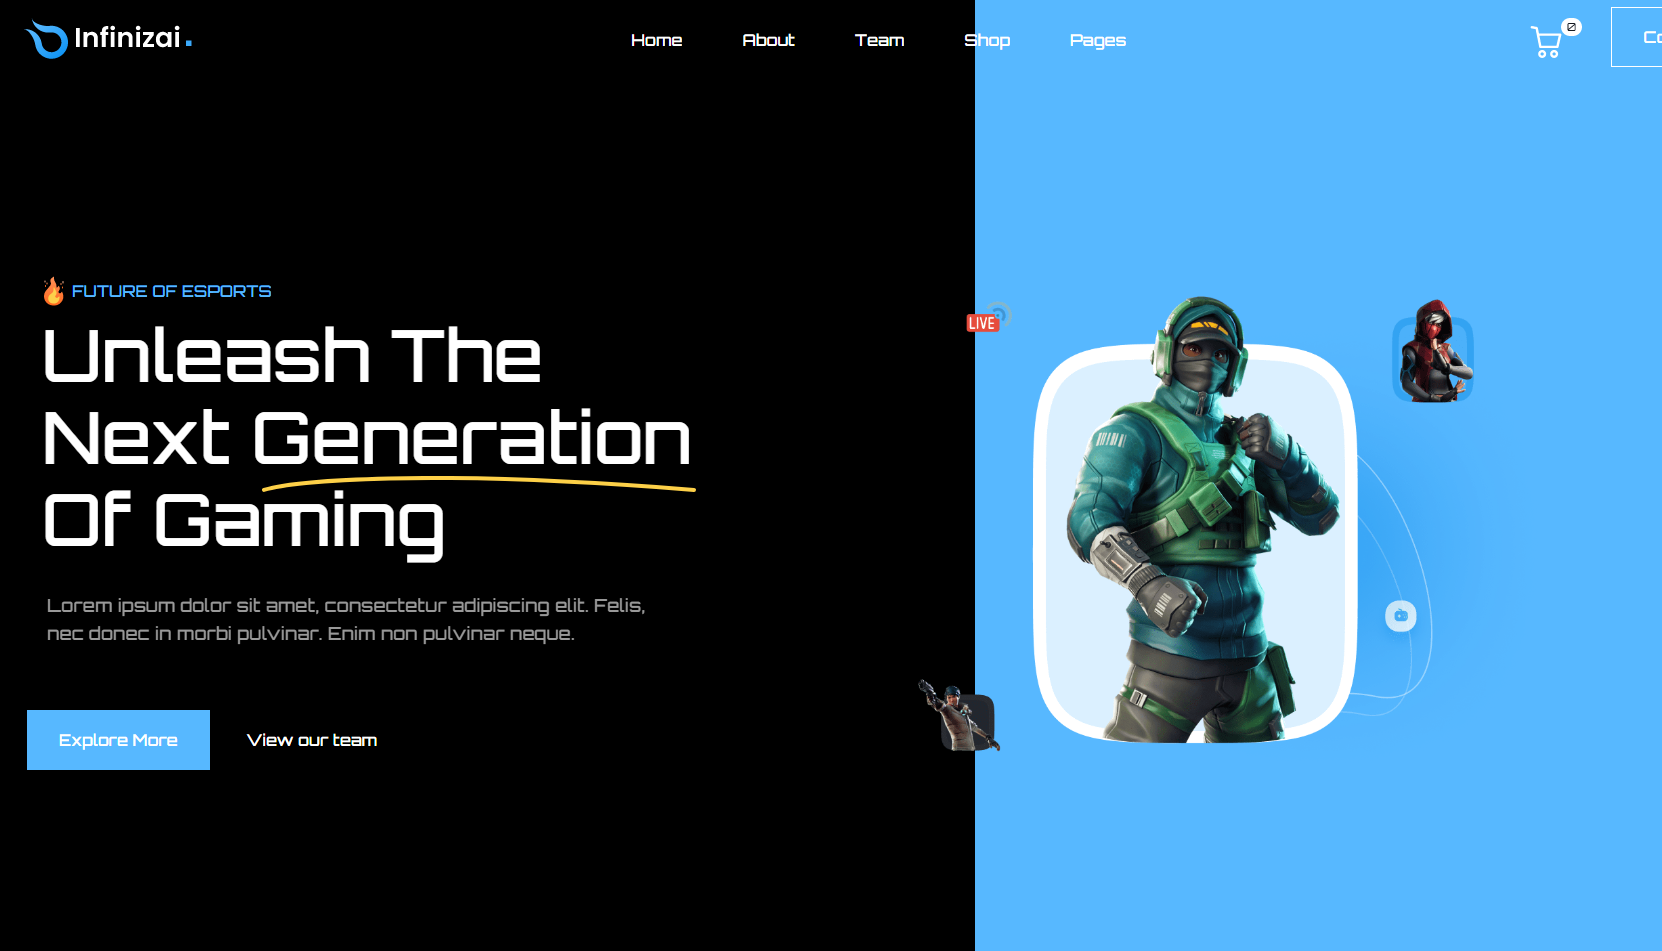 Infinizai
Home
About
Team
Shop
Pages
0
FUTURE OF ESPORTS
Unleash The
Next Generation
Of Gaming
LIVE
Lorem ipsum dolor sit amet, consectetur adipiscing elit. Felis,
nec donec in morbi pulvinar. Enim non pulvinar neque.
Explore More
View our team